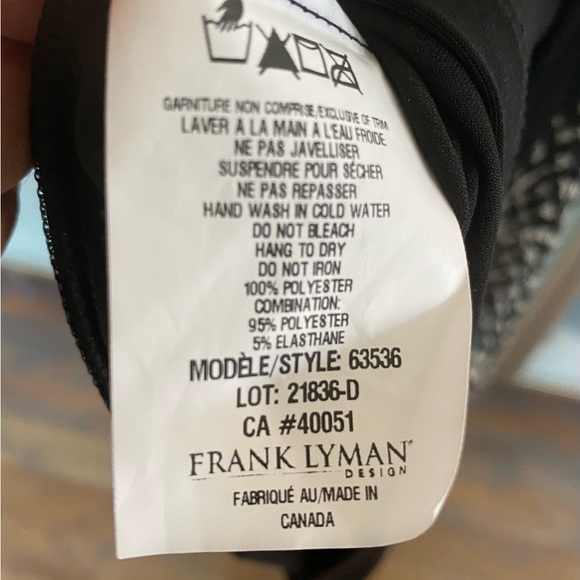 GARNITURE NON COMPRISE/EXCLUSIVE OF TRIM
LAVER A LA MAIN A L'EAU FROIDE
NE PAS JAVELLISER
SUSPENDRE POUR SÉCHER
NE PAS REPASSER
HAND WASH IN COLD WATER
DO NOT BLEACH
HANG TO DRY
DO NOT IRON
100% POLYESTER
COMBINATION:
95% POLYESTER
5% ELASTHANE
MODÈLE/STYLE: 63536
LOT: 21836-D
CA #40051
FRANK LYMAN
DESIGN
FABRIQUÉ AU/MADE IN
CANADA